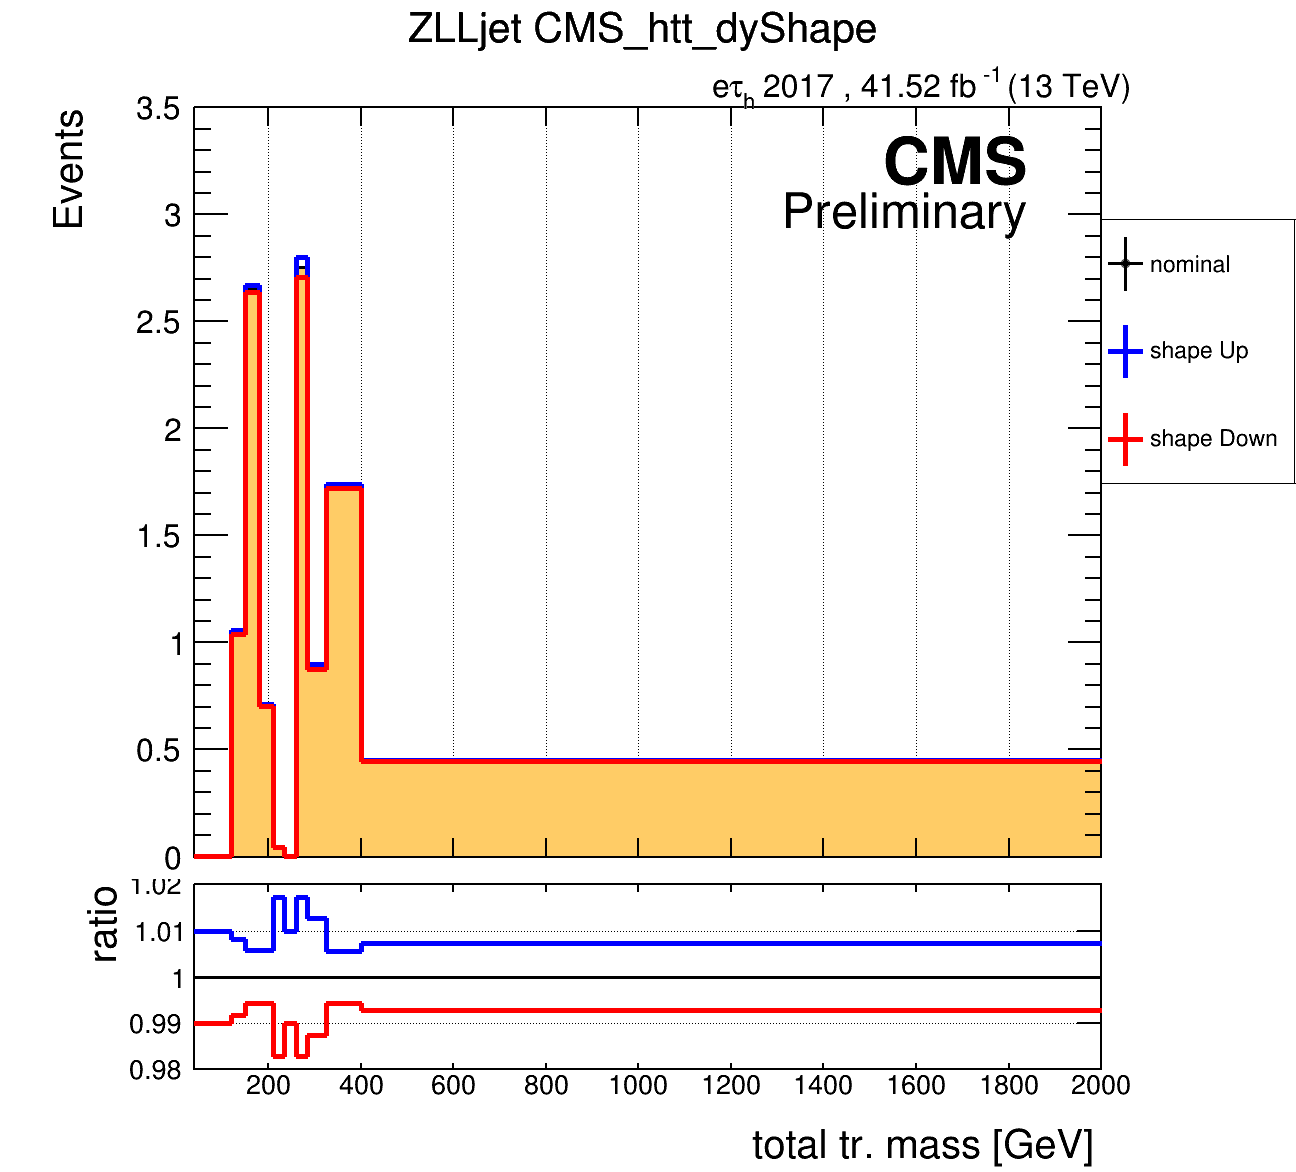 ZLLjet CMS_htt_dyShape
eτh 2017 , 41.52 fb -1 (13 TeV)
Events
3.5
3
2.5
2
1.5
1
0.5
0
CMS
Preliminary
nominal
shape Up
shape Down
ratio
1.02
1.01
1
0.99
0.98
200 400 600 800 1000 1200 1400 1600 1800 2000
total tr. mass [GeV]